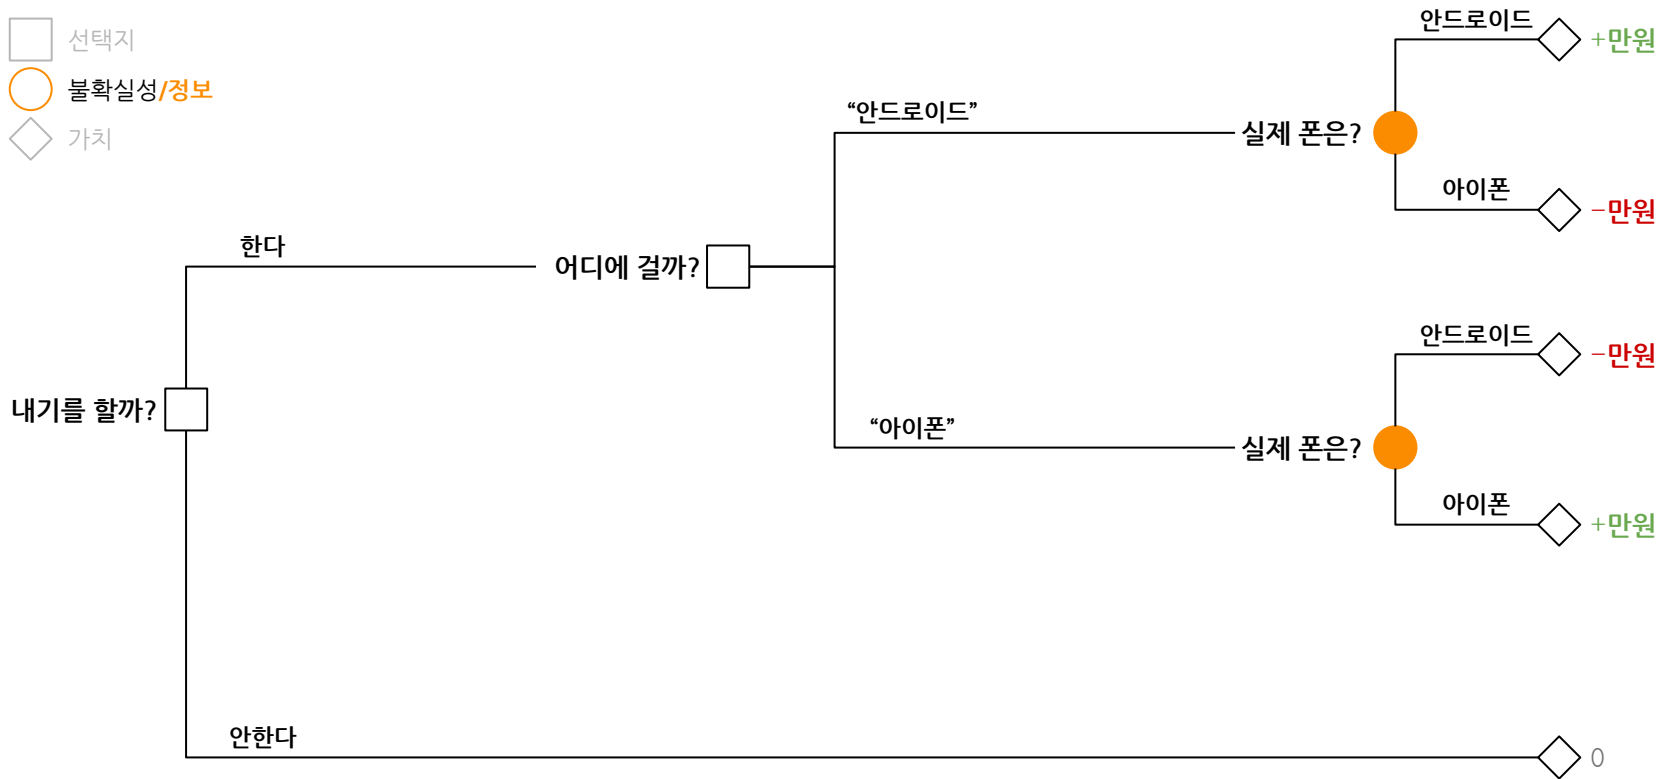 선택지
불확실성/정보
가치
안드로이드
+만원
“안드로이드”
실제 폰은?
아이폰
−만원
한다
어디에 걸까?
안드로이드
−만원
내기를 할까?
“아이폰”
실제 폰은?
아이폰
+만원
안한다
0